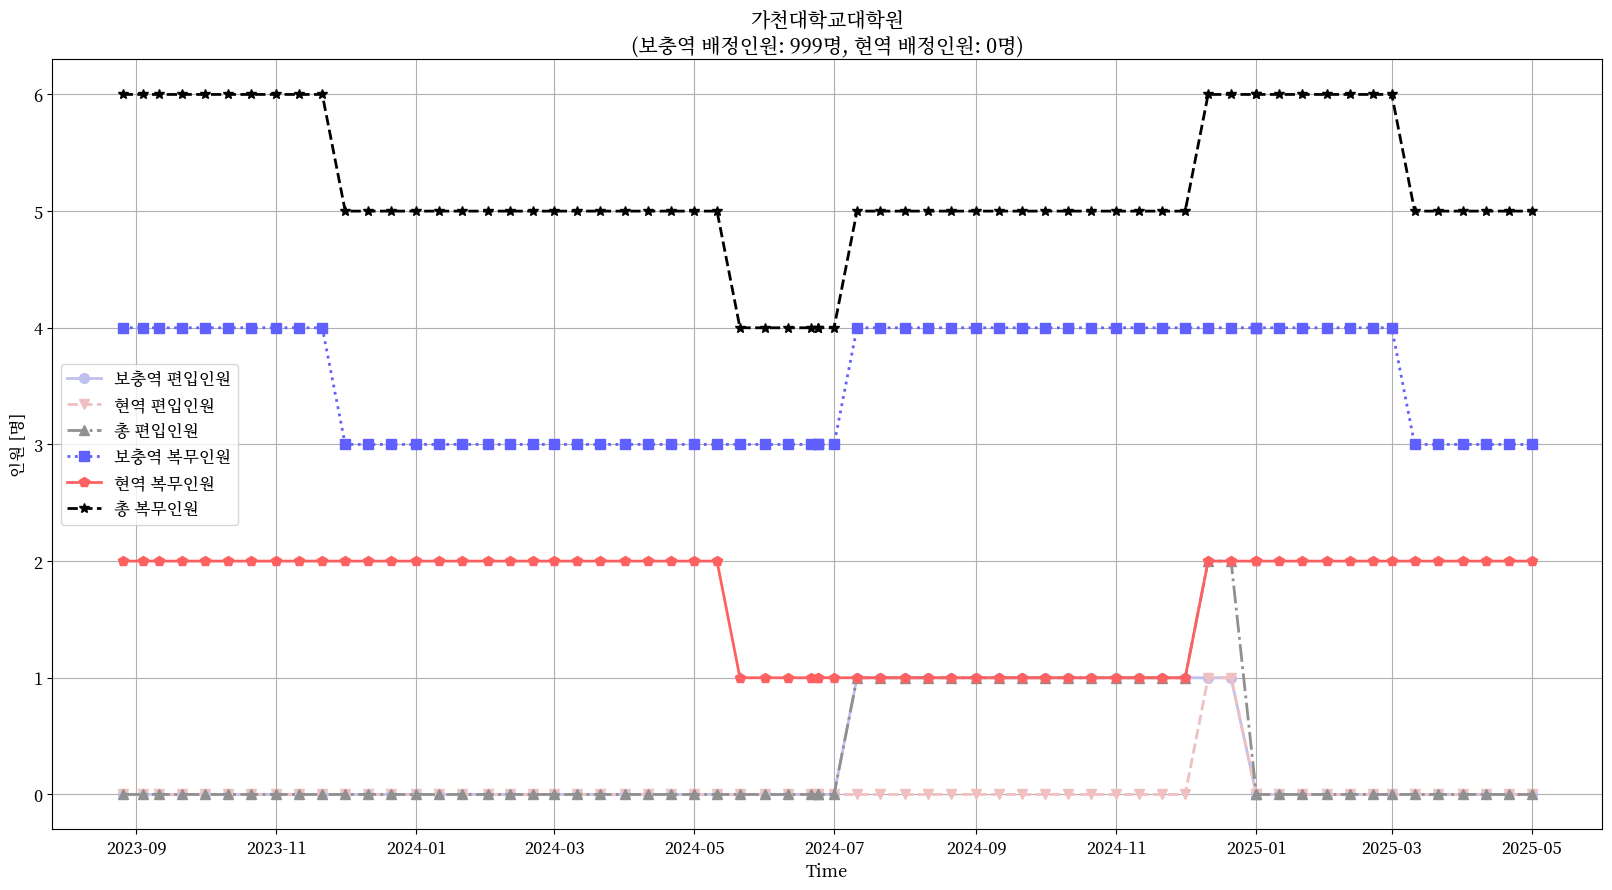 가천대학교대학원
(보충역 배정인원: 999명, 현역 배정인원: 0명)
6
5
4
3
2
1
0
인원 [명]
보충역 편입인원
현역 편입인원
총 편입인원
보충역 복무인원
현역 복무인원
총 복무인원
2023-09 2023-11 2024-01 2024-03 2024-05 2024-07 2024-09 2024-11 2025-01 2025-03 2025-05
Time